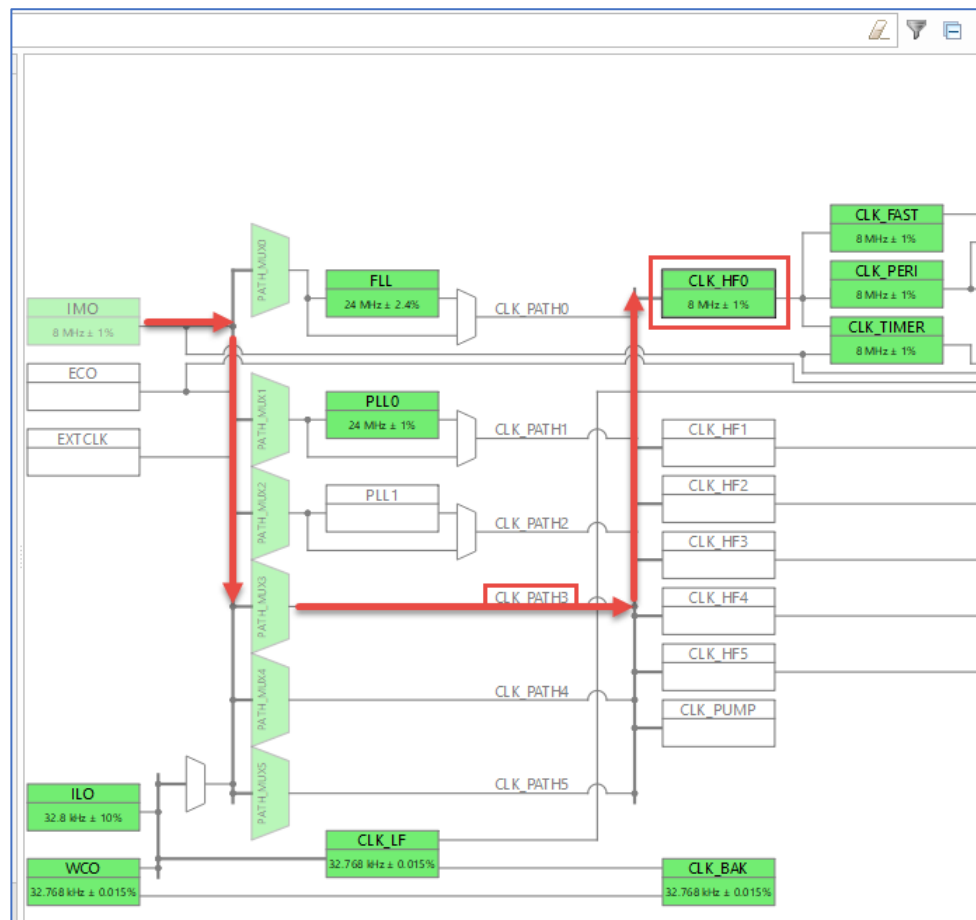 CLK_FAST
8 MHz ± 1%
PATH_MUX0
FLL
24 MHz ± 2.4%
CLK_HF0
8 MHz ± 1%
CLK_PERI
8 MHz ± 1%
IMO
8 MHz ± 1%
CLK_PATH0
CLK_TIMER
8 MHz ± 1%
ECO
PATH_MUX1
PLL0
24 MHz ± 1%
CLK_PATH1
CLK_HF1
EXTCLK
PATH_MUX2
PLL1
CLK_HF2
CLK_PATH2
CLK_HF3
PATH_MUX3
CLK_PATH3
CLK_HF4
CLK_HF5
PATH_MUX4
CLK_PATH4
CLK_PUMP
PATH_MUX5
CLK_PATH5
ILO
32.8 kHz ± 10%
CLK_LF
32.768 kHz ± 0.015%
WCO
32.768 kHz ± 0.015%
CLK_BAK
32.768 kHz ± 0.015%